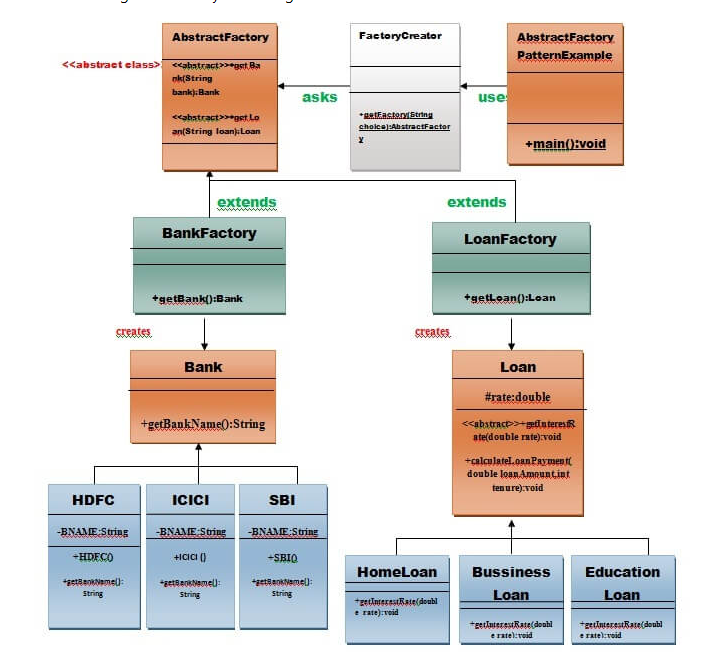 AbstractFactory
<<abstract class>>
<<abstract>>+getBa
nk(String
bank):Bank
<<abstract>>+getLo
an(String loan):Loan
FactoryCreator
+getFactory(String
choice):AbstractFactor
y
AbstractFactory
PatternExample
+main():void
asks
uses
extends
extends
BankFactory
+getBank():Bank
LoanFactory
+getLoan():Loan
creates
creates
Bank
+getBankName():String
Loan
#rate:double
<<abstract>>+getInterestR
ate(double rate):void
+calculateLoanPayment(
double loanAmount,int
tenure):void
HDFC
-BNAME:String
+HDFC()
+getBankName():
String
ICICI
-BNAME:String
+ICICI ()
+getBankName():
String
SBI
-BNAME:String
+SBI()
+getBankName():
String
HomeLoan
+getInterestRate(doubl
e rate):void
Bussiness
Loan
+getInterestRate(doubl
e rate):void
Education
Loan
+getInterestRate(doubl
e rate):void